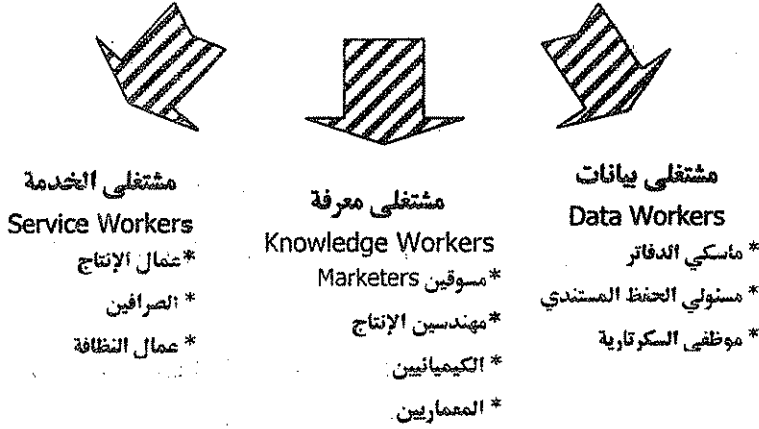 مشتغلى بيانات
Data Workers
* ماسكي الدفاتر
* مسئولي الحفظ المستندي
* موظفي السكرتارية
مشتغلى معرفة
Knowledge Workers
*مسوقين Marketers
*مهندسين الإنتاج
* الكيميائيين
* المعماريين
مشتغلى الخدمة
Service Workers
*عمال الإنتاج
* الصرافين
* عمال النظافة